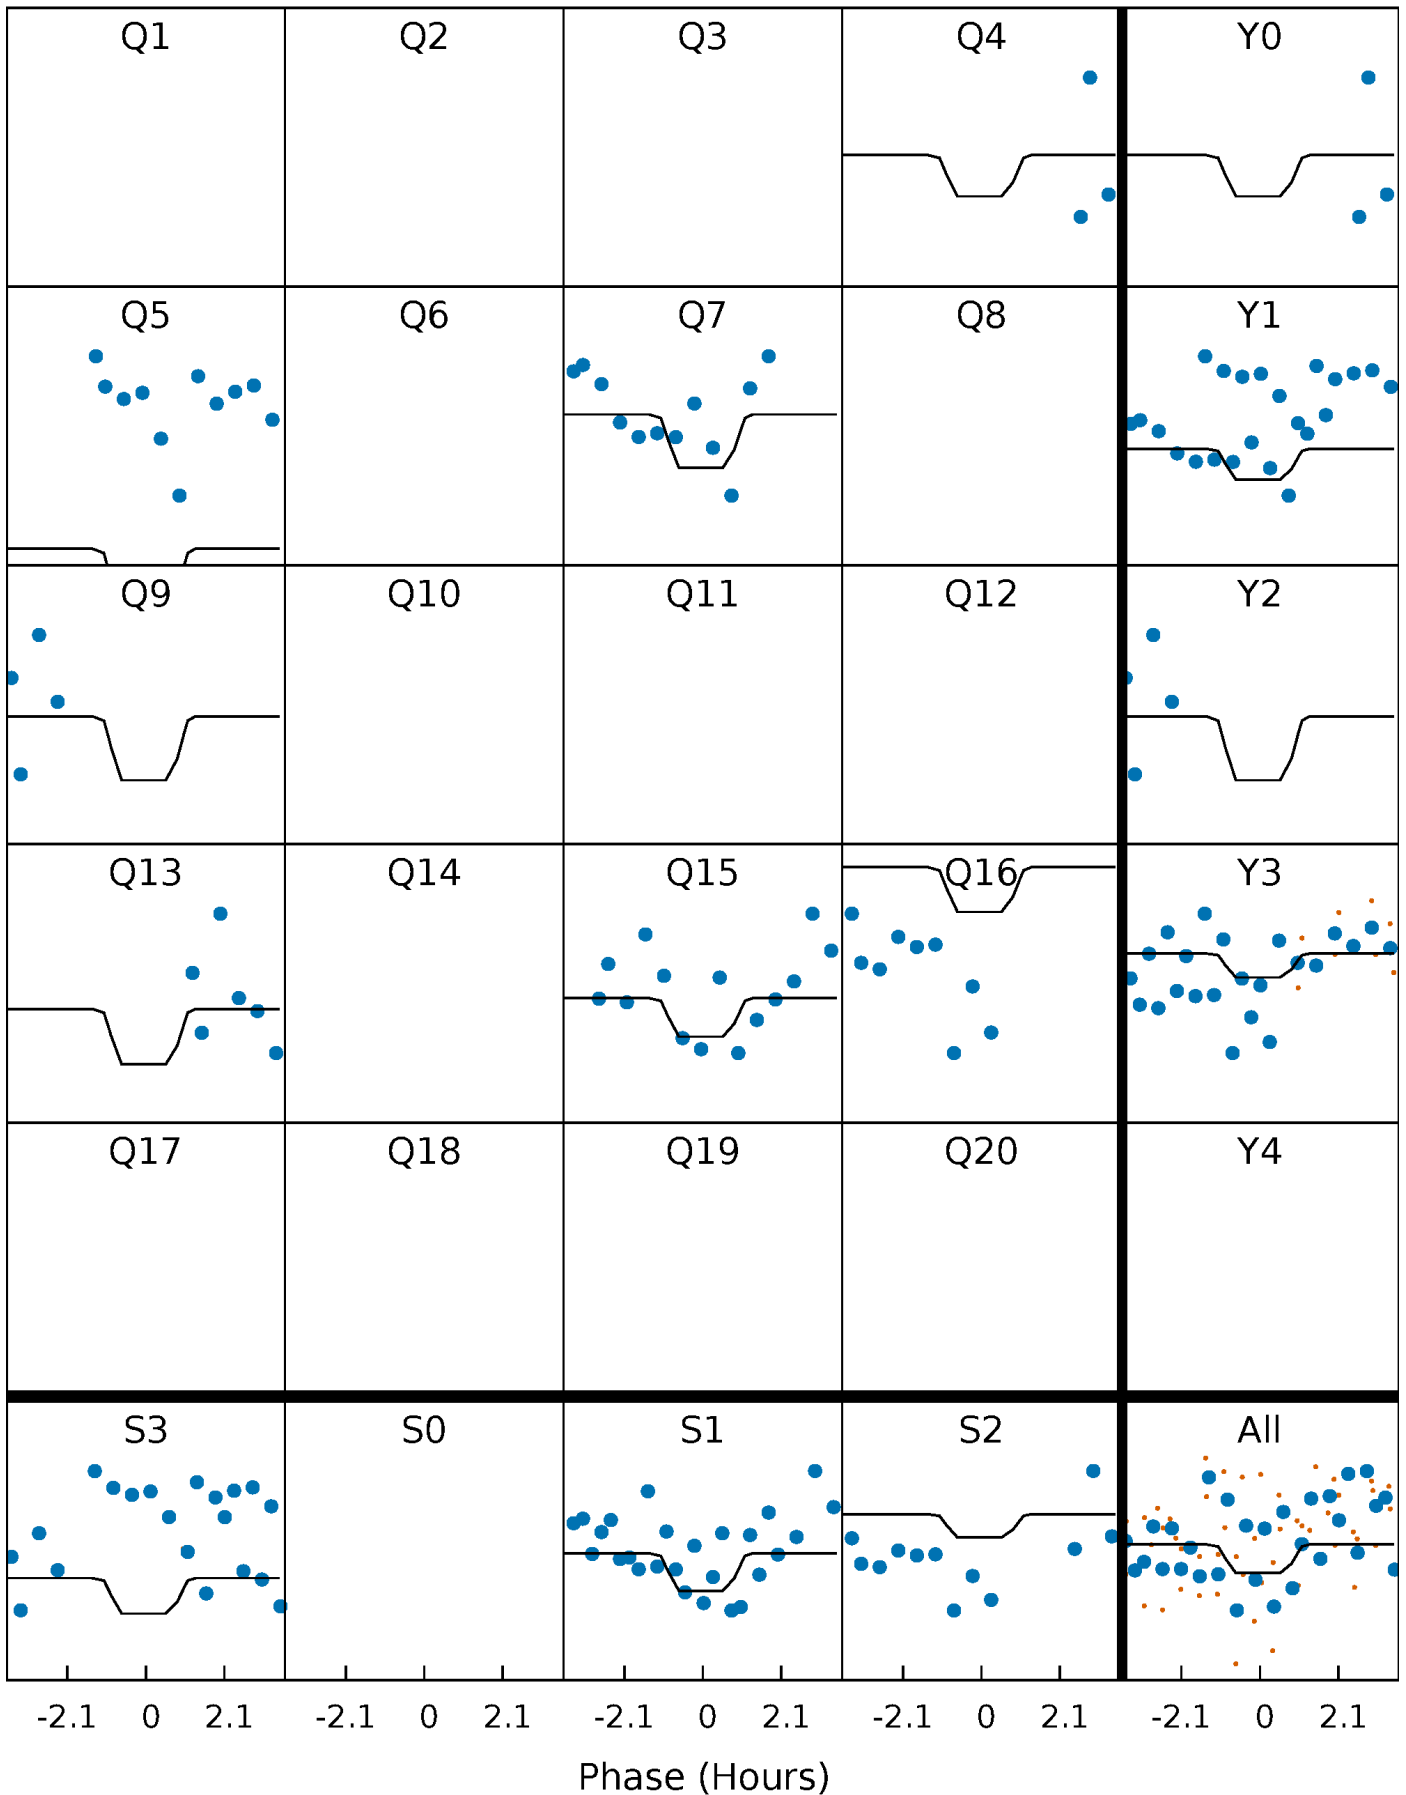 Q1 Q2 Q3 Q4 Y0
Q5 Q6 Q7 Q8 Y1
Q9 Q10 Q11 Q12 Y2
Q13 Q14 Q15 Q16 Y3
Q17 Q18 Q19 Q20 Y4
S3 S0 S1 S2 All
-2.1 0 2.1 -2.1 0 2.1 -2.1 0 2.1 -2.1 0 2.1 -2.1 0 2.1
Phase (Hours)